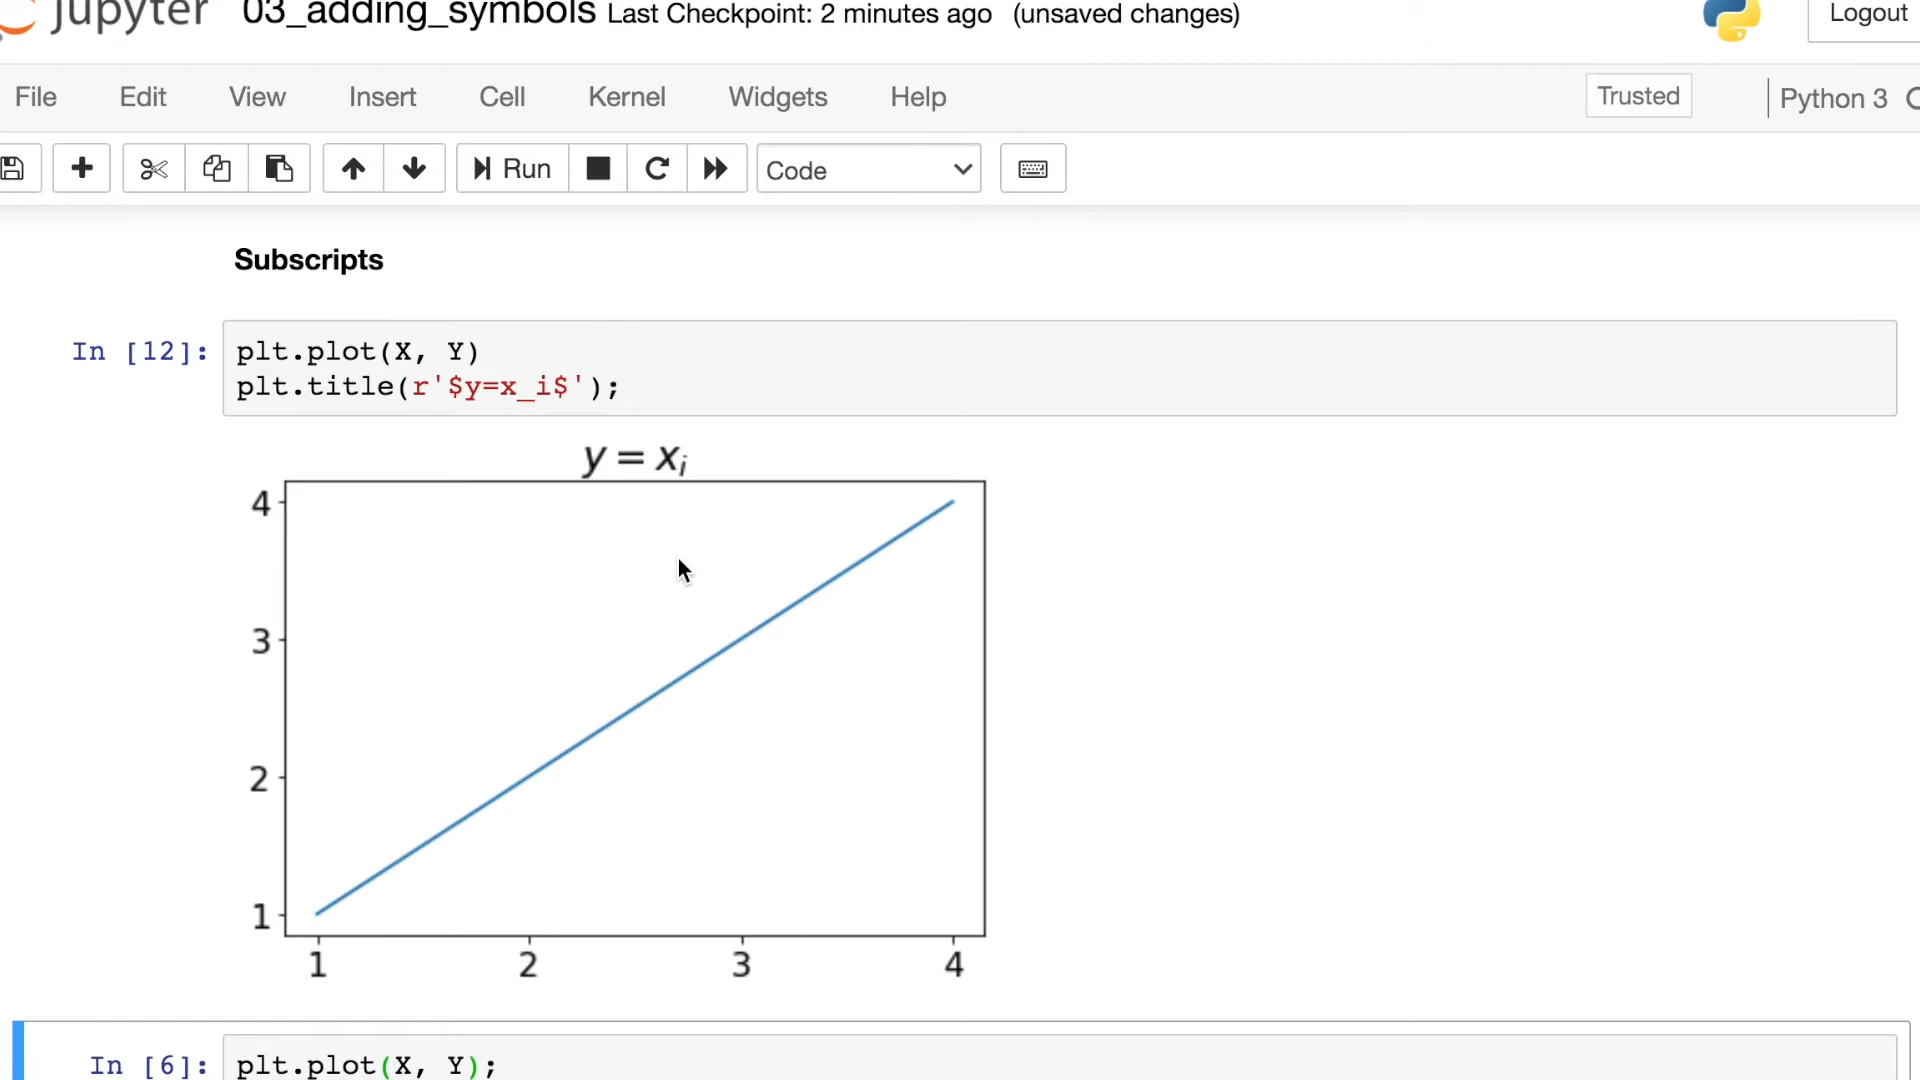 jupyter 03_adding_symbols Last Checkpoint: 2 minutes ago (unsaved changes) Logout
File Edit View Insert Cell Kernel Widgets Help Trusted Python 3
Run Code
Subscripts
In [12]: plt.plot(X, Y)
plt.title(r'$y=x_i$');
y = xᵢ
4
3
2
1
1 2 3 4
In [6]: plt.plot(X, Y);